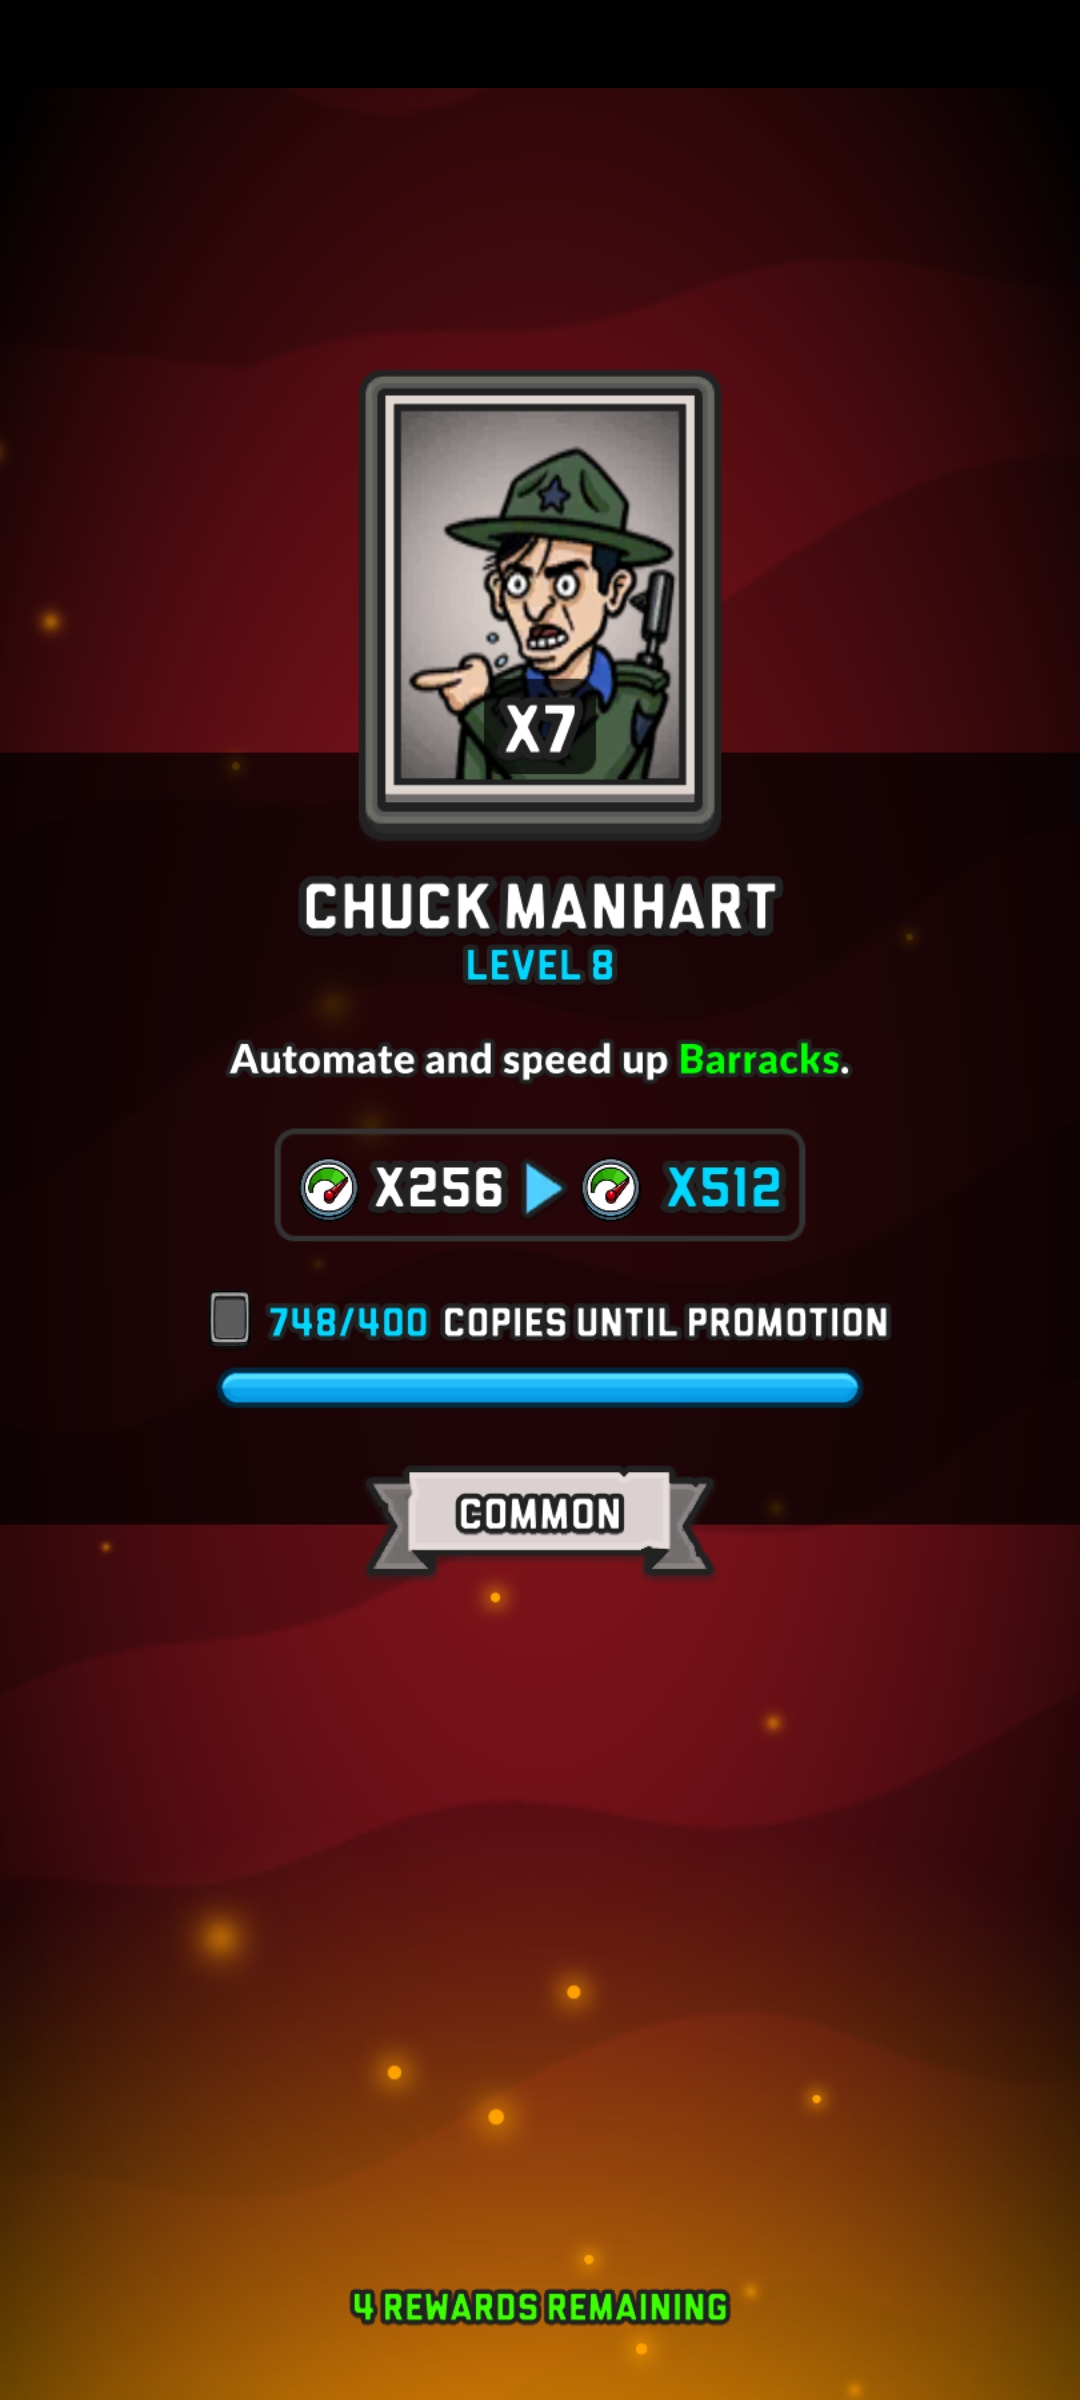 X7
CHUCK MANHART
LEVEL 8
Automate and speed up Barracks.
X256 X512
748/400 COPIES UNTIL PROMOTION
COMMON
4 REWARDS REMAINING